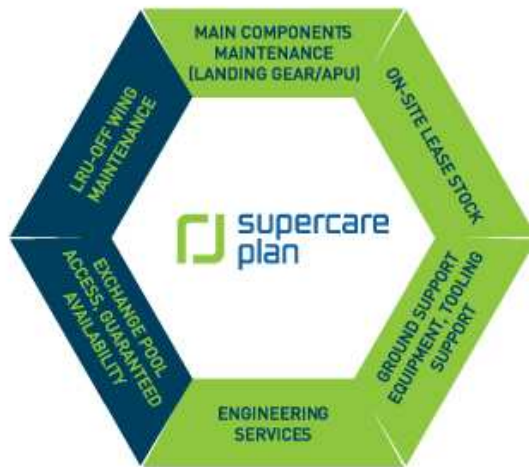 MAIN COMPONENTS
MAINTENANCE
(LANDING GEAR/APU)
ON-SITE LEASE STOCK
GROUND SUPPORT
EQUIPMENT, TOOLING
SUPPORT
ENGINEERING
SERVICES
EXCHANGE POOL
ACCESS, GUARANTEED
AVAILABILITY
LRU-OFF WING
MAINTENANCE
supercare
plan